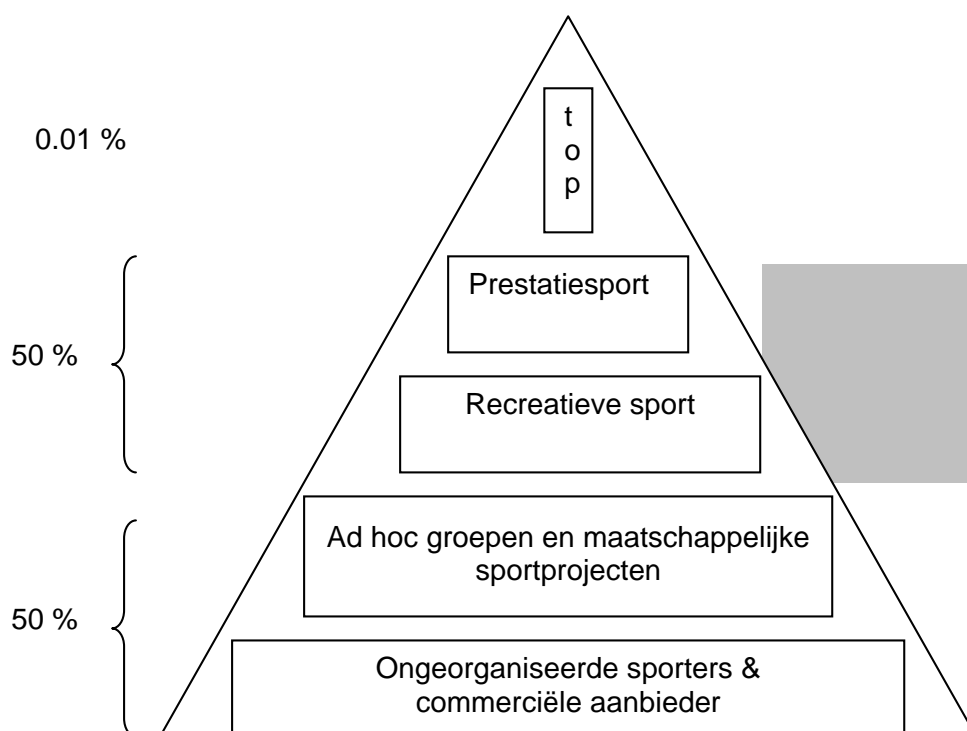 0.01 %
t
o
p
Prestatiesport
50 %
Recreatieve sport
Ad hoc groepen en maatschappelijke
sportprojecten
50 %
Ongeorganiseerde sporters &
commerciële aanbieder